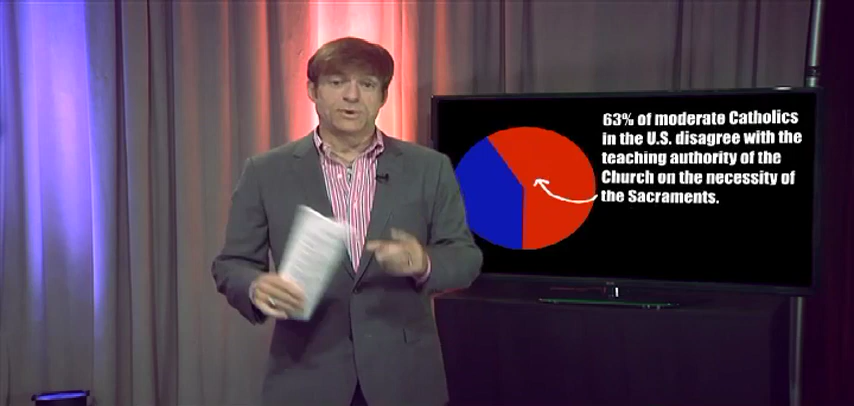 63% of moderate Catholics
in the U.S. disagree with the
teaching authority of the
Church on the necessity of
the Sacraments.